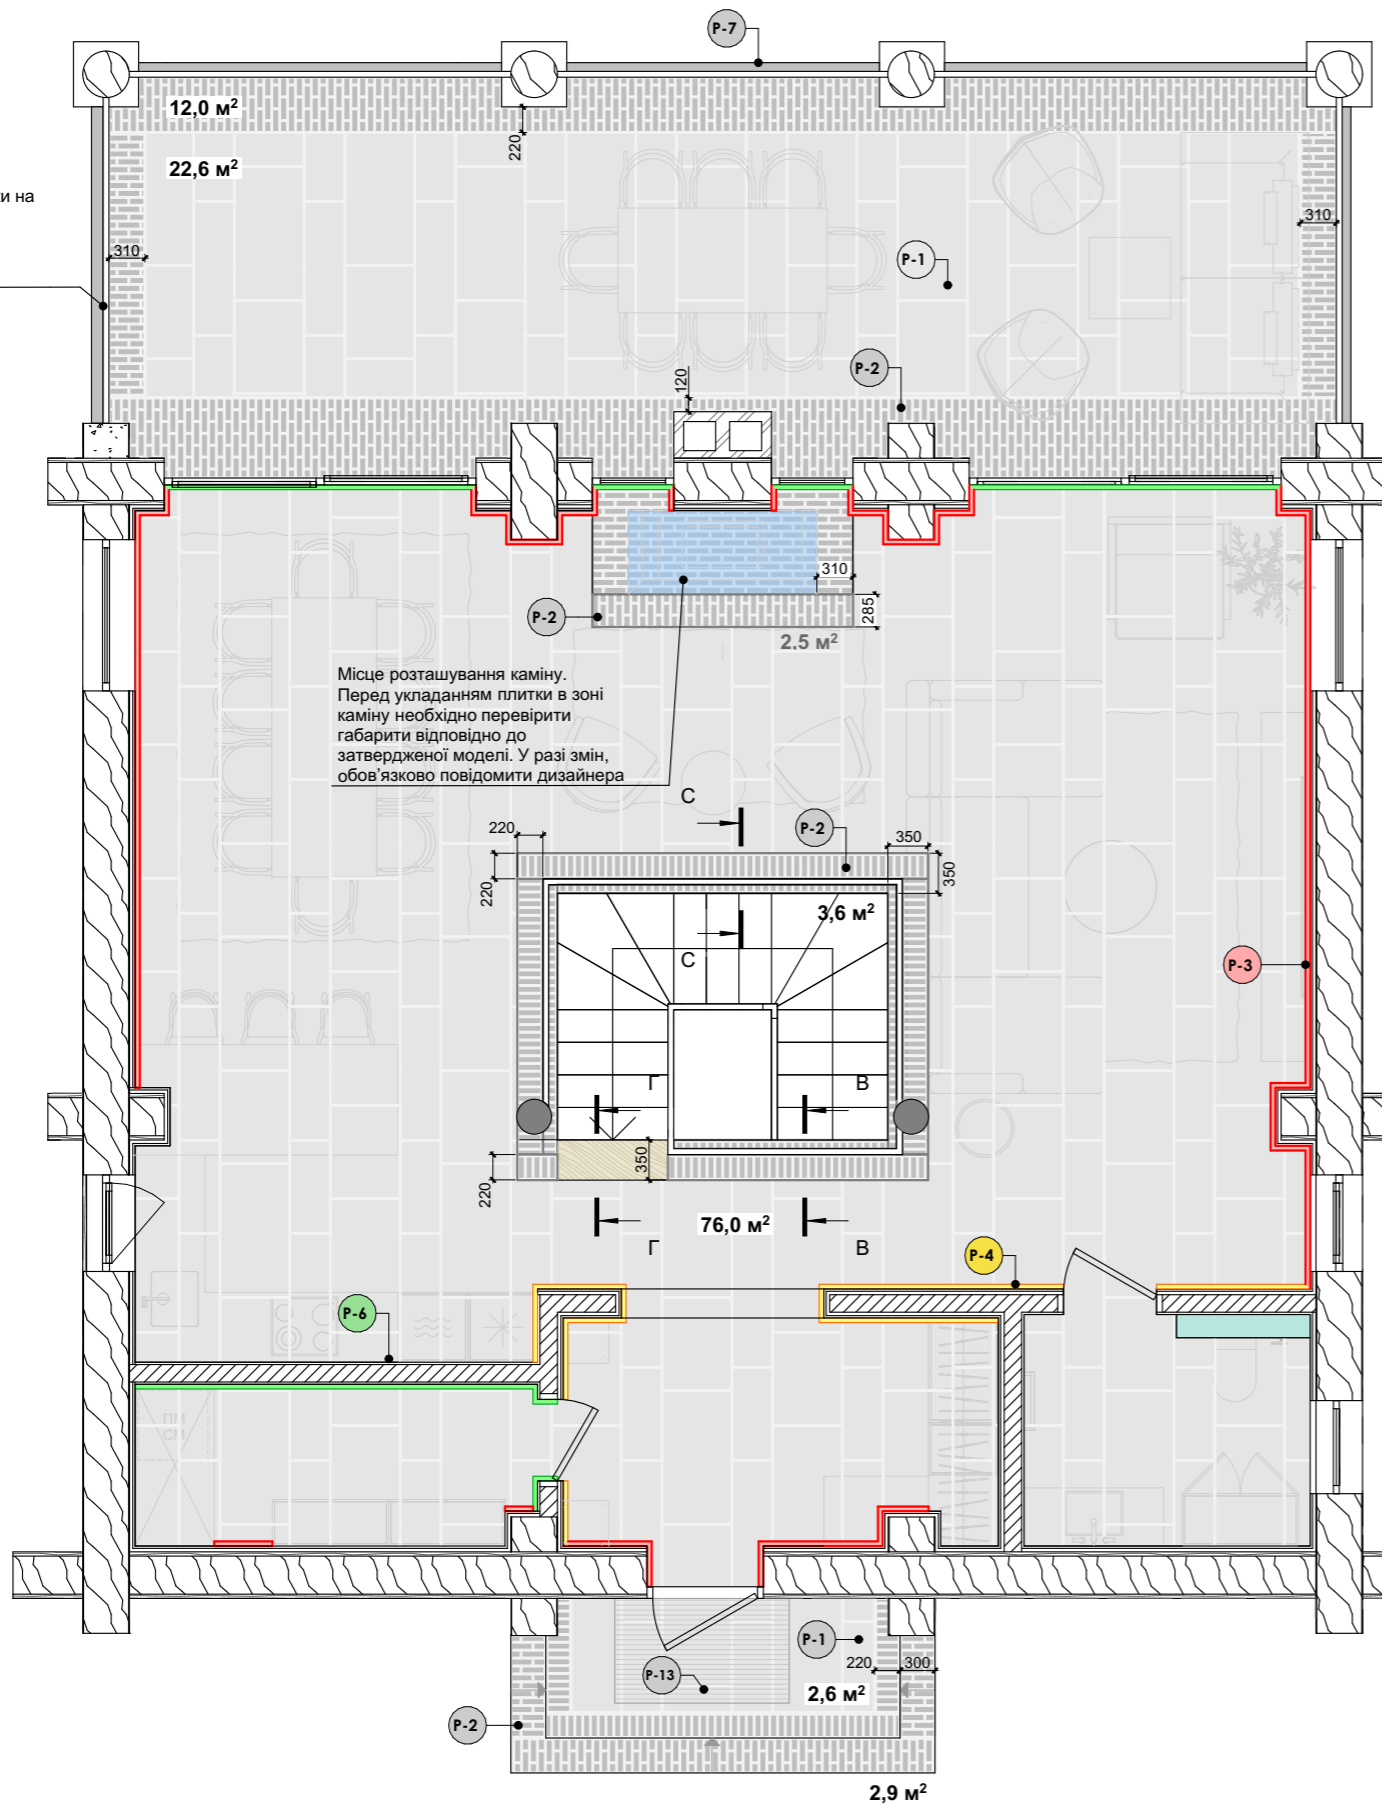 P-7
12,0 м²
220
22,6 м²
ки на
310
310
P-1
P-2
120
310
285
P-2
2.5 м²
Місце розташування каміну.
Перед укладанням плитки в зоні
каміну необхідно перевірити
габарити відповідно до
затвердженої моделі. У разі змін,
обов'язково повідомити дизайнера
С
220
P-2
350
350
220
3,6 м²
С
P-3
Г
В
350
220
76,0 м²
Г
В
P-4
P-6
ПМ
СМ
P-1
220
300
P-13
2,6 м²
P-2
2,9 м²